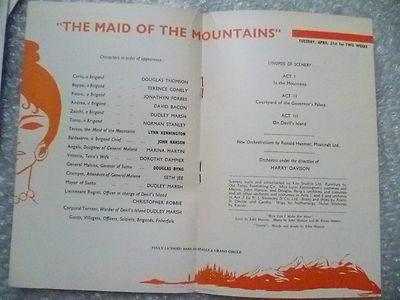 "THE MAID OF THE MOUNTAINS"
Characters in order of appearance:
Carlo, a Brigand DOUGLAS THOMSON
Beppo, a Brigand TERENCE CONELY
Pietro, a Brigand JONATHYN FORBES
Andrea, a Brigand DAVID BACON
Zacchi, a Brigand DUDLEY MARSH
Tonio, a Brigand NORMAN STANLEY
Teresa, the Maid of the Mountains LYNN KENNINGTON
Baldasarre, a Brigand Chief JOHN HANSON
Angela, Daughter of General Malona MARINA MARTIN
Vittoria, Tonio's Wife DOROTHY DAMPIER
General Malona, Governor of Santo DOUGLAS BYNG
Crumpet, Attendant of General Malona SETH JEE
Mayor of Santo DUDLEY MARSH
Lieutenant Rugini, Officer in charge of Devil's Island
CHRISTOPHER ROBBIE
Corporal Torreni, Warder of Devil's Island DUDLEY MARSH
Guests, Villagers, Officers, Soldiers, Brigands, Fisherfolk
FULLY LICENSED BARS IN STALLS & GRAND CIRCLE
TUESDAY, APRIL 21st for TWO WEEKS
SYNOPSIS OF SCENERY:
ACT I
In the Mountains
ACT II
Courtyard of the Governor's Palace
ACT III
On Devil's Island
New Orchestrations by Ronald Hanmer, Musicraft Ltd.
Orchestra under the direction of
HARRY DAVISON